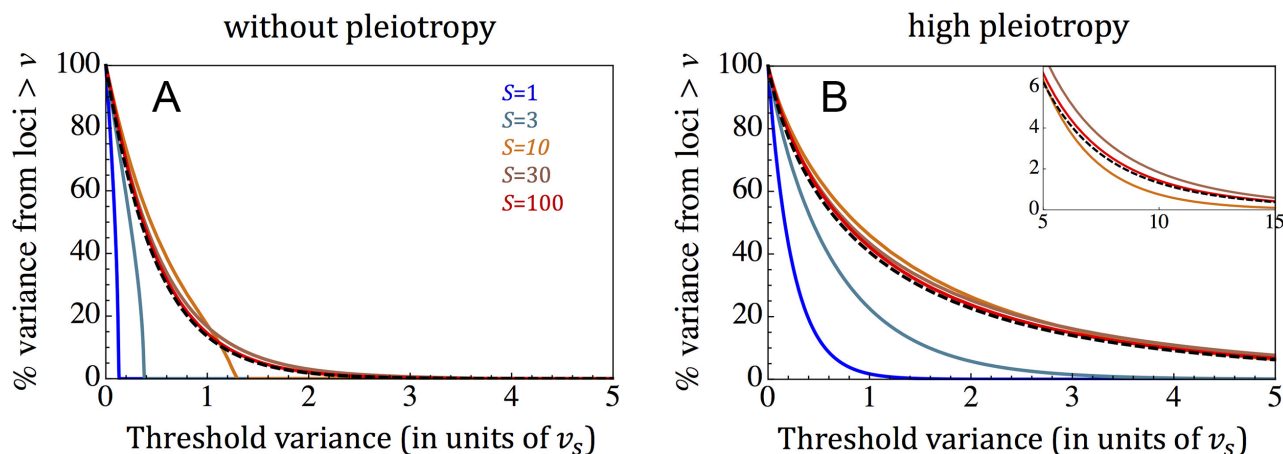 without pleiotropy
% variance from loci > v
100
80
60
40
20
0
A
S=1
S=3
S=10
S=30
S=100
0 1 2 3 4 5
Threshold variance (in units of vs)
high pleiotropy
% variance from loci > v
100
80
60
40
20
0
B
6
4
2
0
5 10 15
0 1 2 3 4 5
Threshold variance (in units of vs)